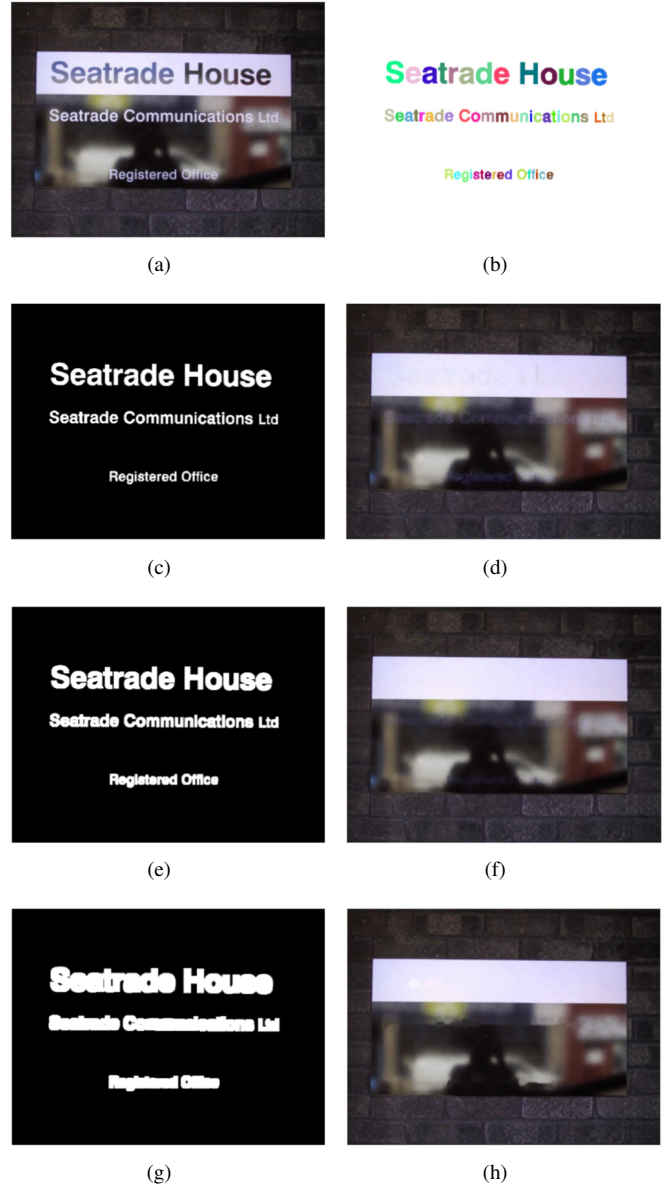 Seatrade House
Seatrade Communications Ltd
Registered Office
Seatrade House
Seatrade Communications Ltd
Registered Office
(a)
(b)
Seatrade House
Seatrade Communications Ltd
Registered Office
(c)
(d)
Seatrade House
Seatrade Communications Ltd
Registered Office
(e)
(f)
Seatrade House
Seatrade Communications Ltd
Registered Office
(g)
(h)